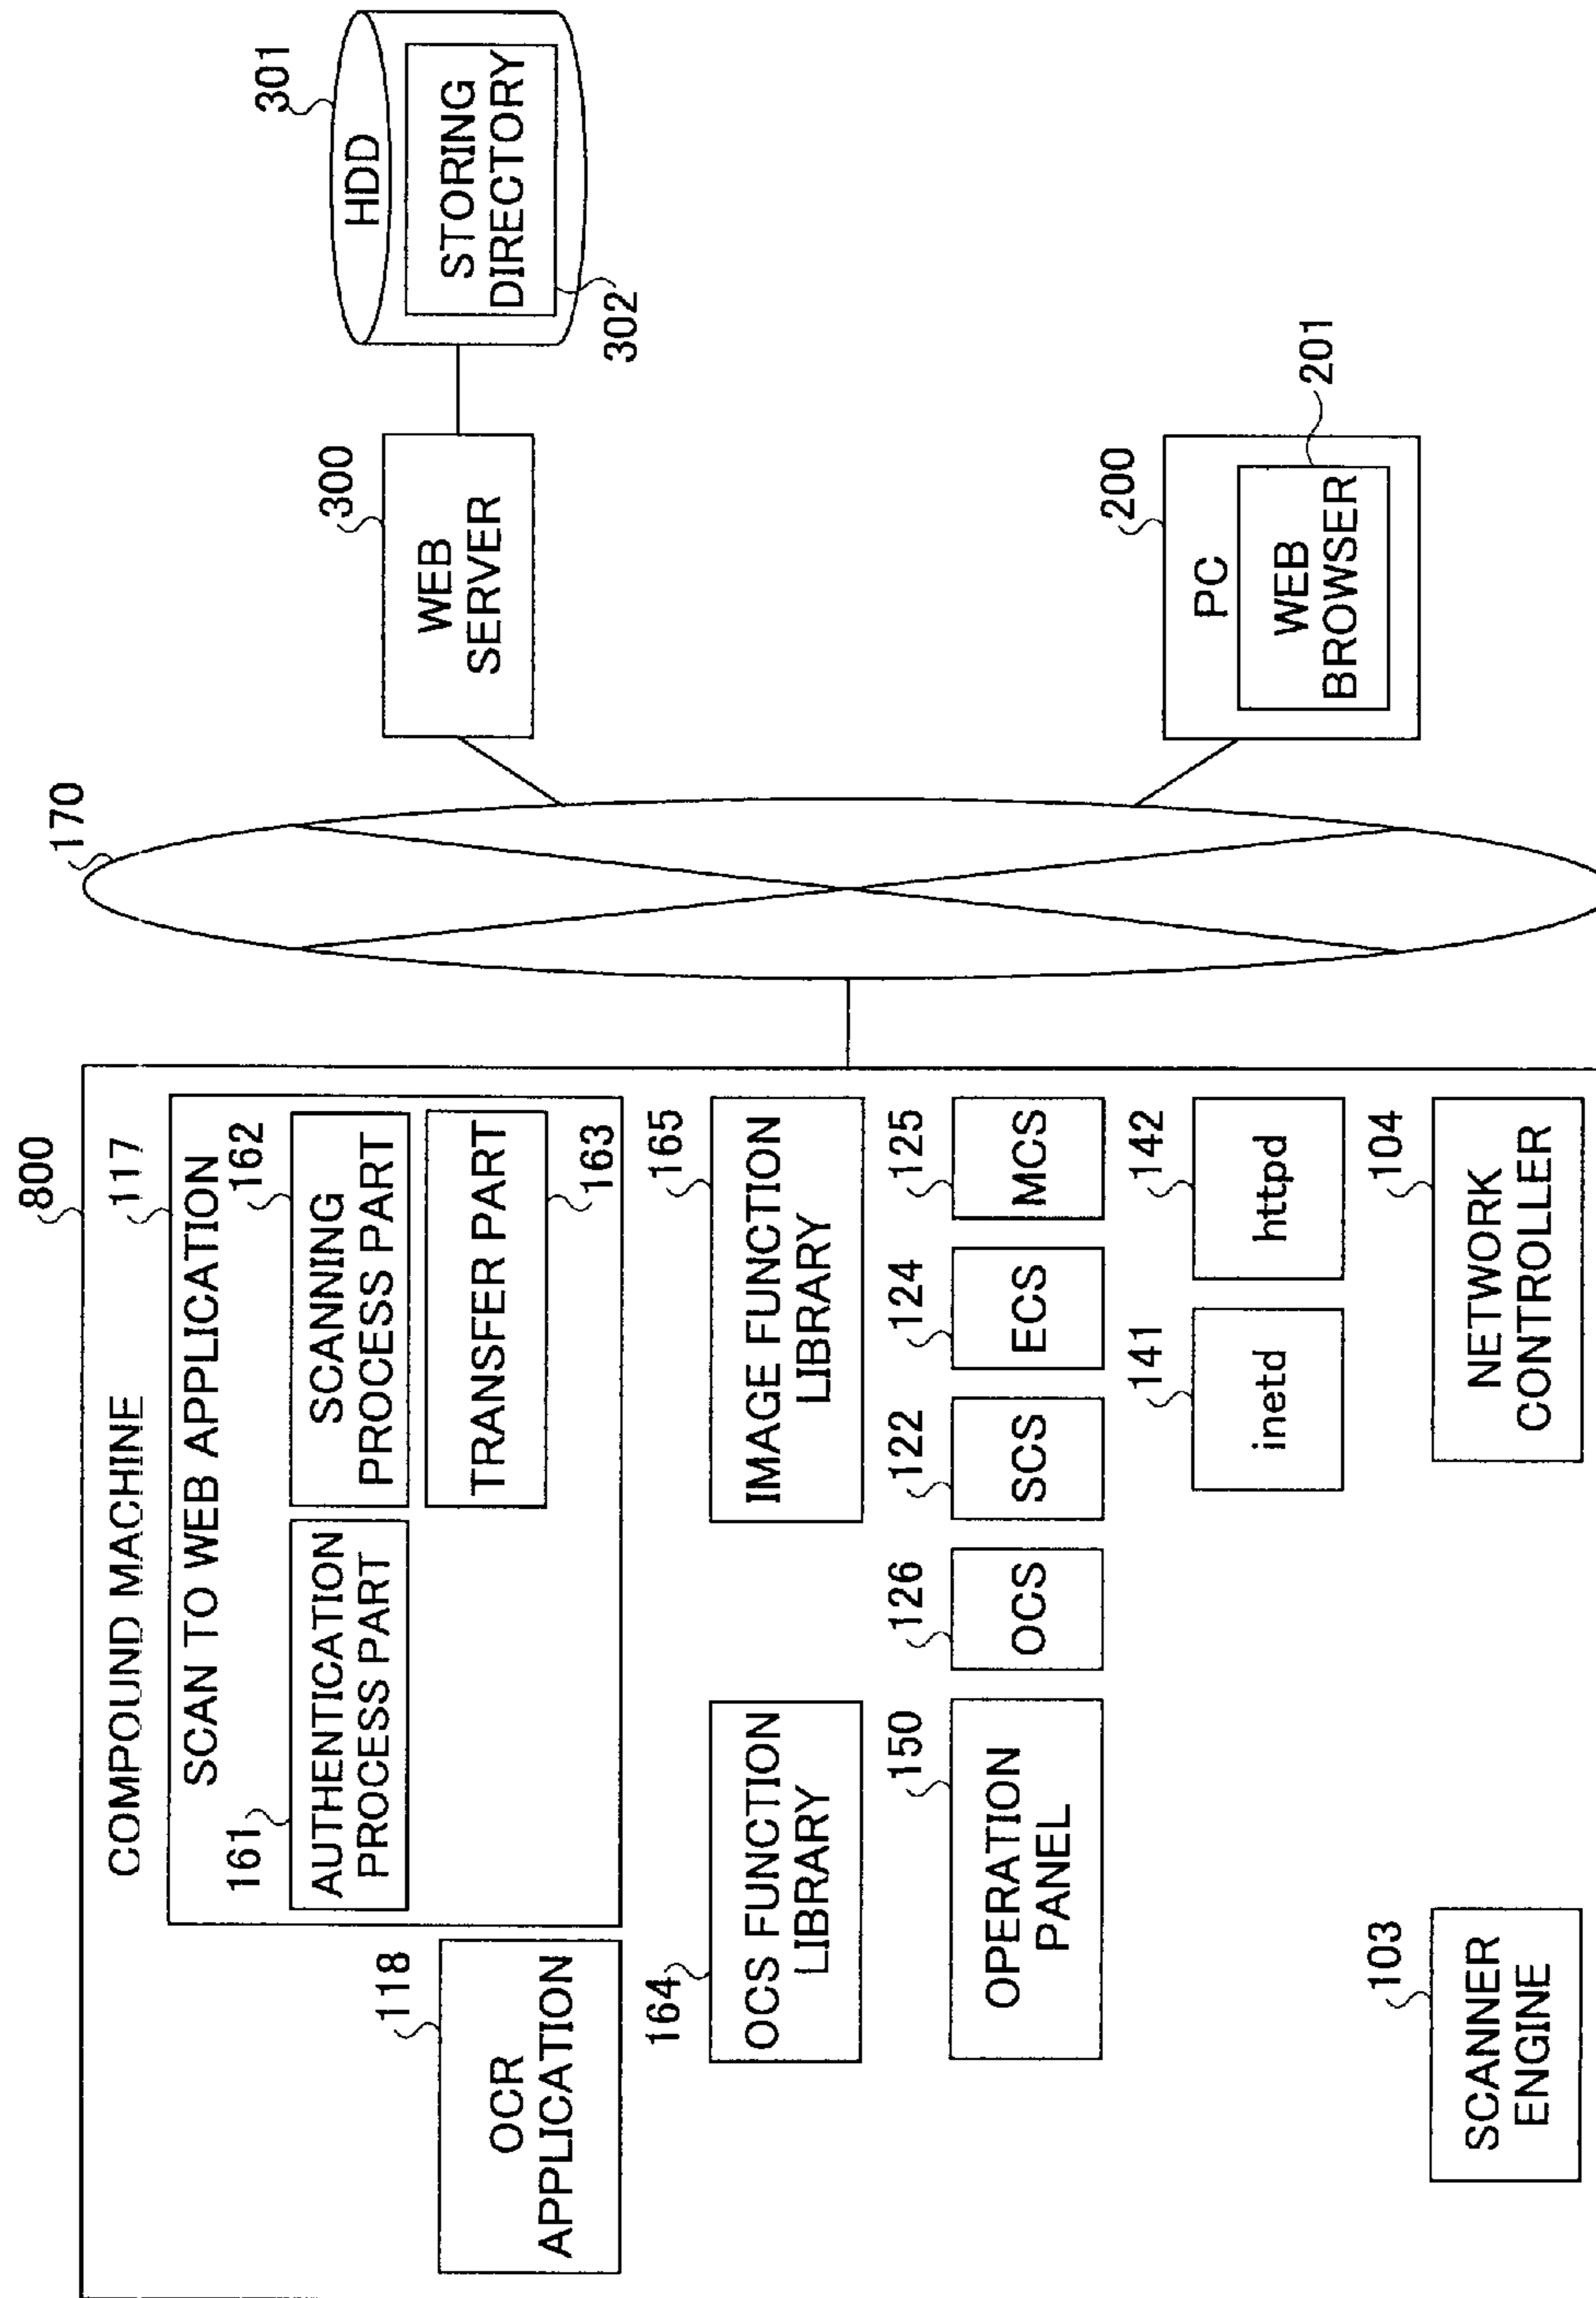 800
COMPOUND MACHINE
117
SCAN TO WEB APPLICATION
161
AUTHENTICATION
PROCESS PART
162
SCANNING
PROCESS PART
TRANSFER PART
163
118
OCR
APPLICATION
164
OCS FUNCTION
LIBRARY
165
IMAGE FUNCTION
LIBRARY
150
OPERATION
PANEL
126
OCS
122
SCS
124
ECS
125
MCS
141
inetd
142
httpd
103
SCANNER
ENGINE
104
NETWORK
CONTROLLER
170
300
WEB
SERVER
301
HDD
STORING
DIRECTORY
302
200
PC
WEB
BROWSER
201